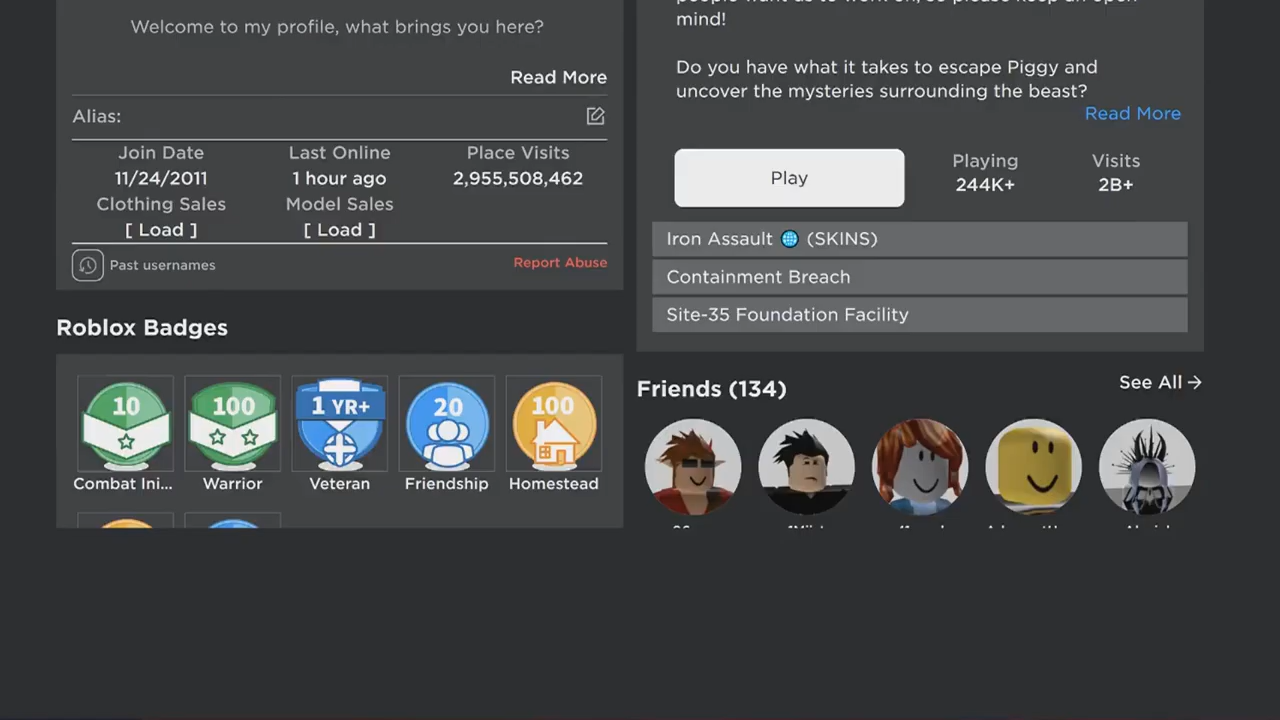 Welcome to my profile, what brings you here?
Read More
Alias:
Join Date Last Online Place Visits
11/24/2011 1 hour ago 2,955,508,462
Clothing Sales Model Sales
[ Load ] [ Load ]
Past usernames Report Abuse
Roblox Badges
10 100 1 YR+ 20 100
Combat Ini... Warrior Veteran Friendship Homestead
mind!
Do you have what it takes to escape Piggy and
uncover the mysteries surrounding the beast?
Read More
Play
Playing Visits
244K+ 2B+
Iron Assault 🌐 (SKINS)
Containment Breach
Site-35 Foundation Facility
Friends (134) See All →